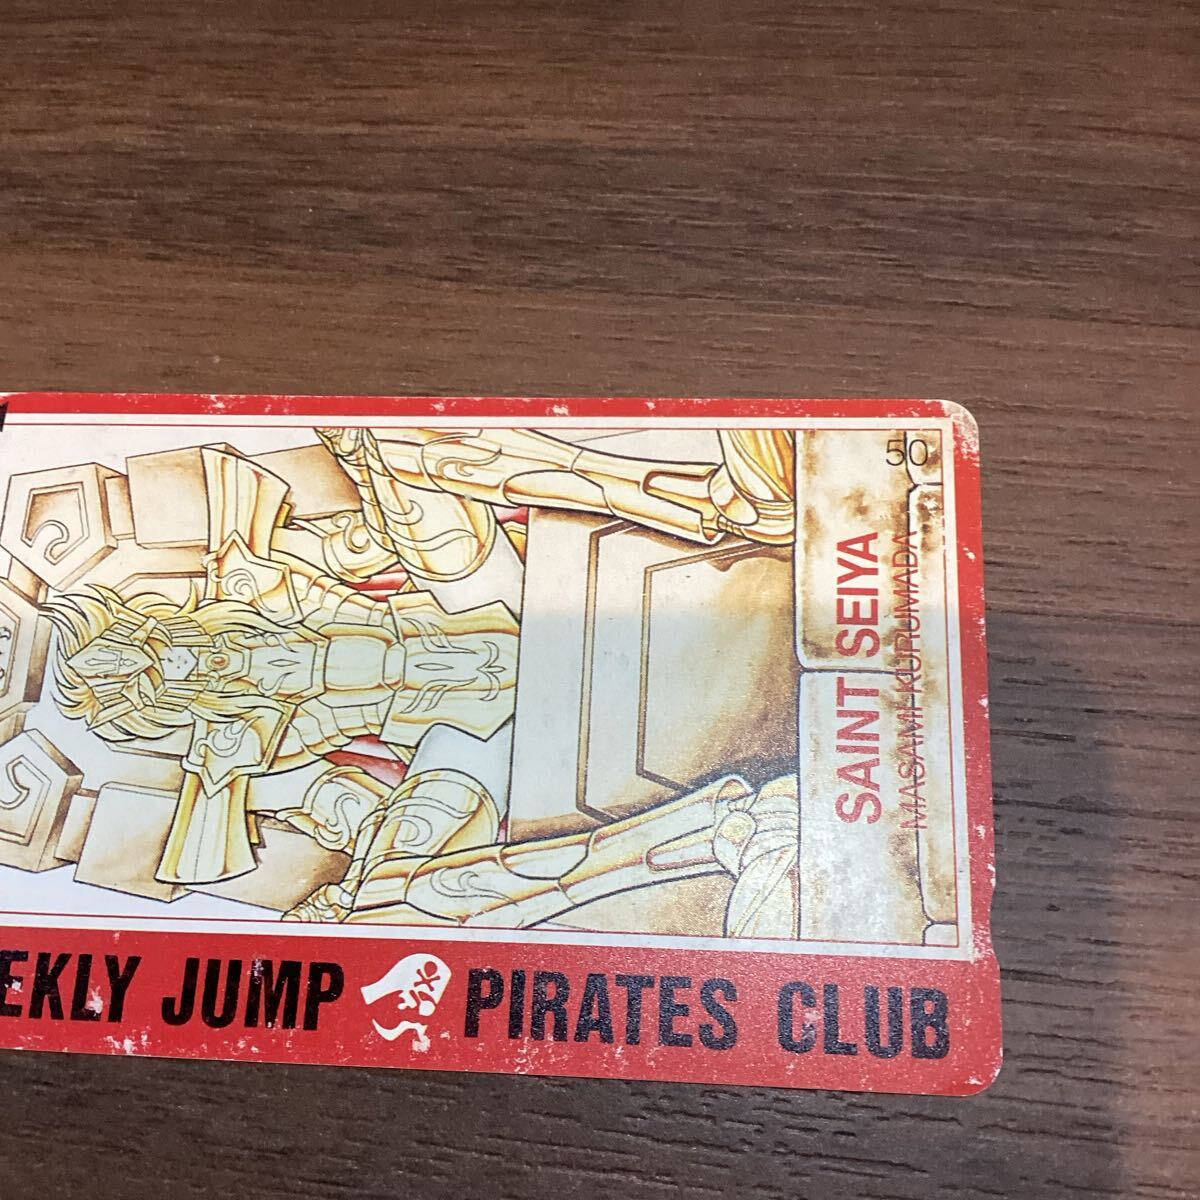 50
SAINT SEIYA
MASAMI KURUMADA
EKLY JUMP PIRATES CLUB